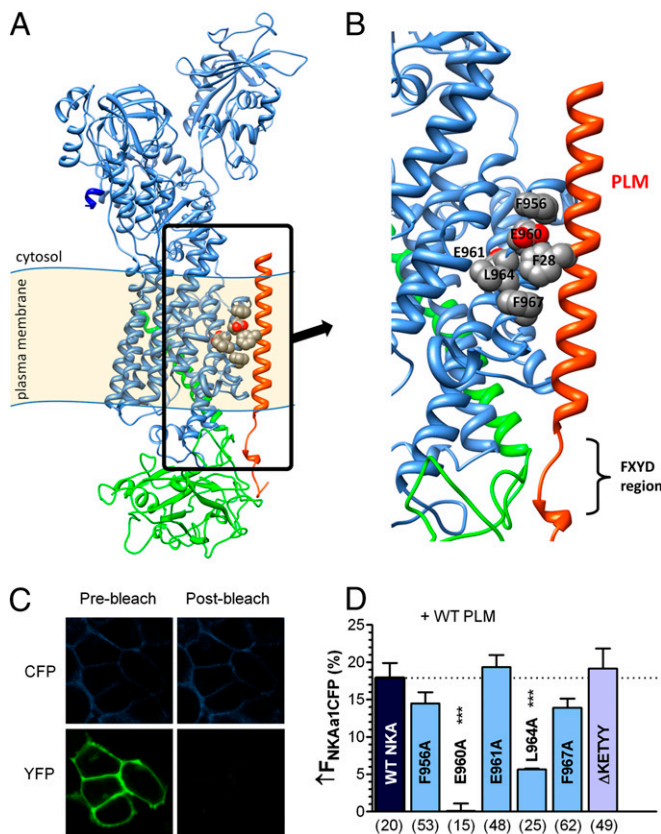 A
B
cytosol
plasma membrane
PLM
F956
E960
E961
F28
L964
F967
FXYD
region
C
Pre-bleach
Post-bleach
CFP
YFP
D
+ WT PLM
↑FNKAa1CFP (%)
25
20
15
10
5
0
WT NKA
F956A
E960A ***
E961A
L964A ***
F967A
ΔKETYY
(20) (53) (15) (48) (25) (62) (49)